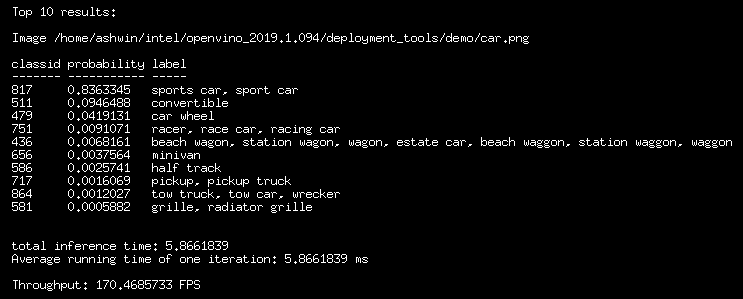 Top 10 results:
Image /home/ashwin/intel/openvino_2019.1.094/deployment_tools/demo/car.png
classid probability label
------- ----------- -----
817 0.8363345 sports car, sport car
511 0.0946488 convertible
479 0.0419131 car wheel
751 0.0091071 racer, race car, racing car
436 0.0068161 beach wagon, station wagon, wagon, estate car, beach waggon, station waggon, waggon
656 0.0037564 minivan
586 0.0025741 half track
717 0.0016069 pickup, pickup truck
864 0.0012027 tow truck, tow car, wrecker
581 0.0005882 grille, radiator grille
total inference time: 5.8661839
Average running time of one iteration: 5.8661839 ms
Throughput: 170.4685733 FPS